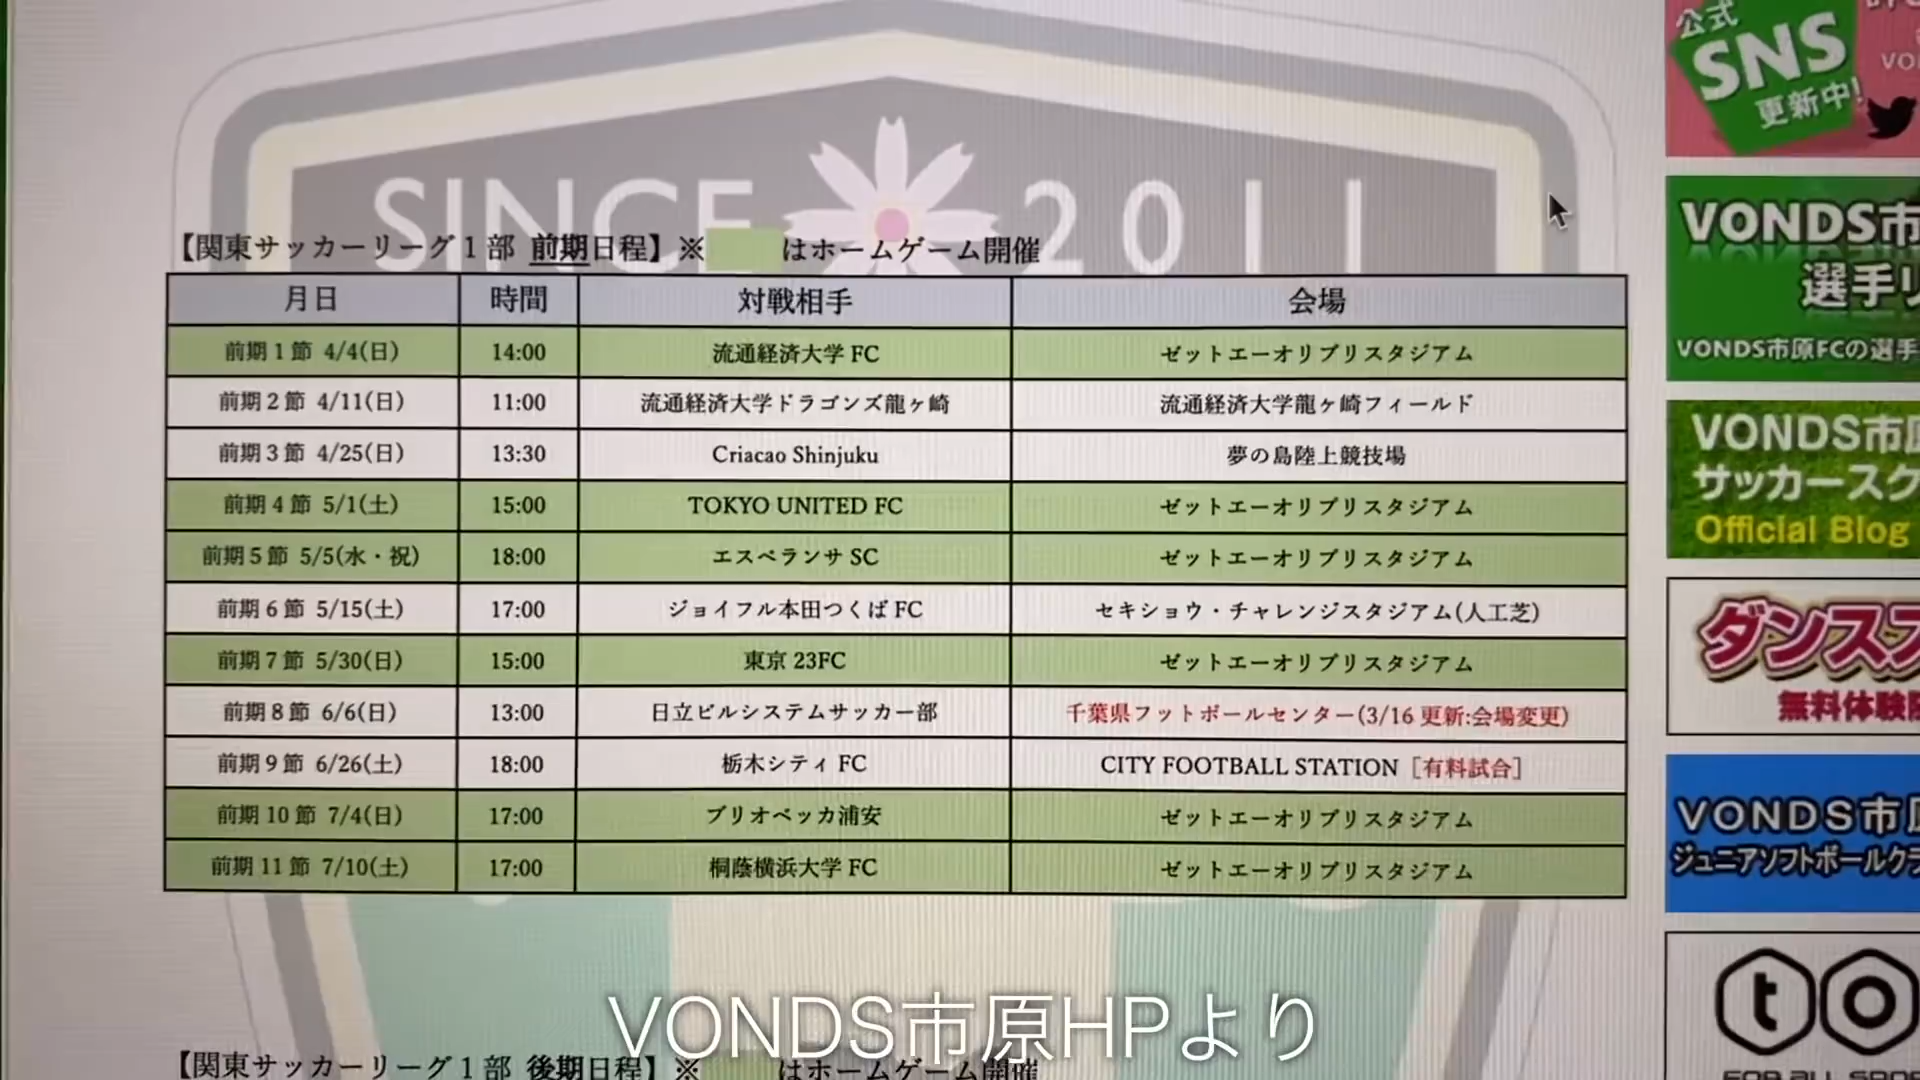 SINCE 2011
【関東サッカーリーグ1部 前期日程】※ はホームゲーム開催
月日 時間 対戦相手 会場
前期1節 4/4(日) 14:00 流通経済大学 FC ゼットエーオリプリスタジアム
前期2節 4/11(日) 11:00 流通経済大学ドラゴンズ龍ヶ崎 流通経済大学龍ヶ崎フィールド
前期3節 4/25(日) 13:30 Criacao Shinjuku 夢の島陸上競技場
前期4節 5/1(土) 15:00 TOKYO UNITED FC ゼットエーオリプリスタジアム
前期5節 5/5(水・祝) 18:00 エスペランサ SC ゼットエーオリプリスタジアム
前期6節 5/15(土) 17:00 ジョイフル本田つくば FC セキショウ・チャレンジスタジアム(人工芝)
前期7節 5/30(日) 15:00 東京 23FC ゼットエーオリプリスタジアム
前期8節 6/6(日) 13:00 日立ビルシステムサッカー部 千葉県フットボールセンター(3/16 更新:会場変更)
前期9節 6/26(土) 18:00 栃木シティ FC CITY FOOTBALL STATION [有料試合]
前期10節 7/4(日) 17:00 ブリオベッカ浦安 ゼットエーオリプリスタジアム
前期11節 7/10(土) 17:00 桐蔭横浜大学 FC ゼットエーオリプリスタジアム
【関東サッカーリーグ1部 後期日程】※ はホームゲーム開催
VONDS市原HPより
公式
SNS
更新中!
VONDS市
選手リ
VONDS市原FCの選手
VONDS市原
サッカースク
Official Blog
ダンスス
無料体験
VONDS市原
ジュニアソフトボールクラ